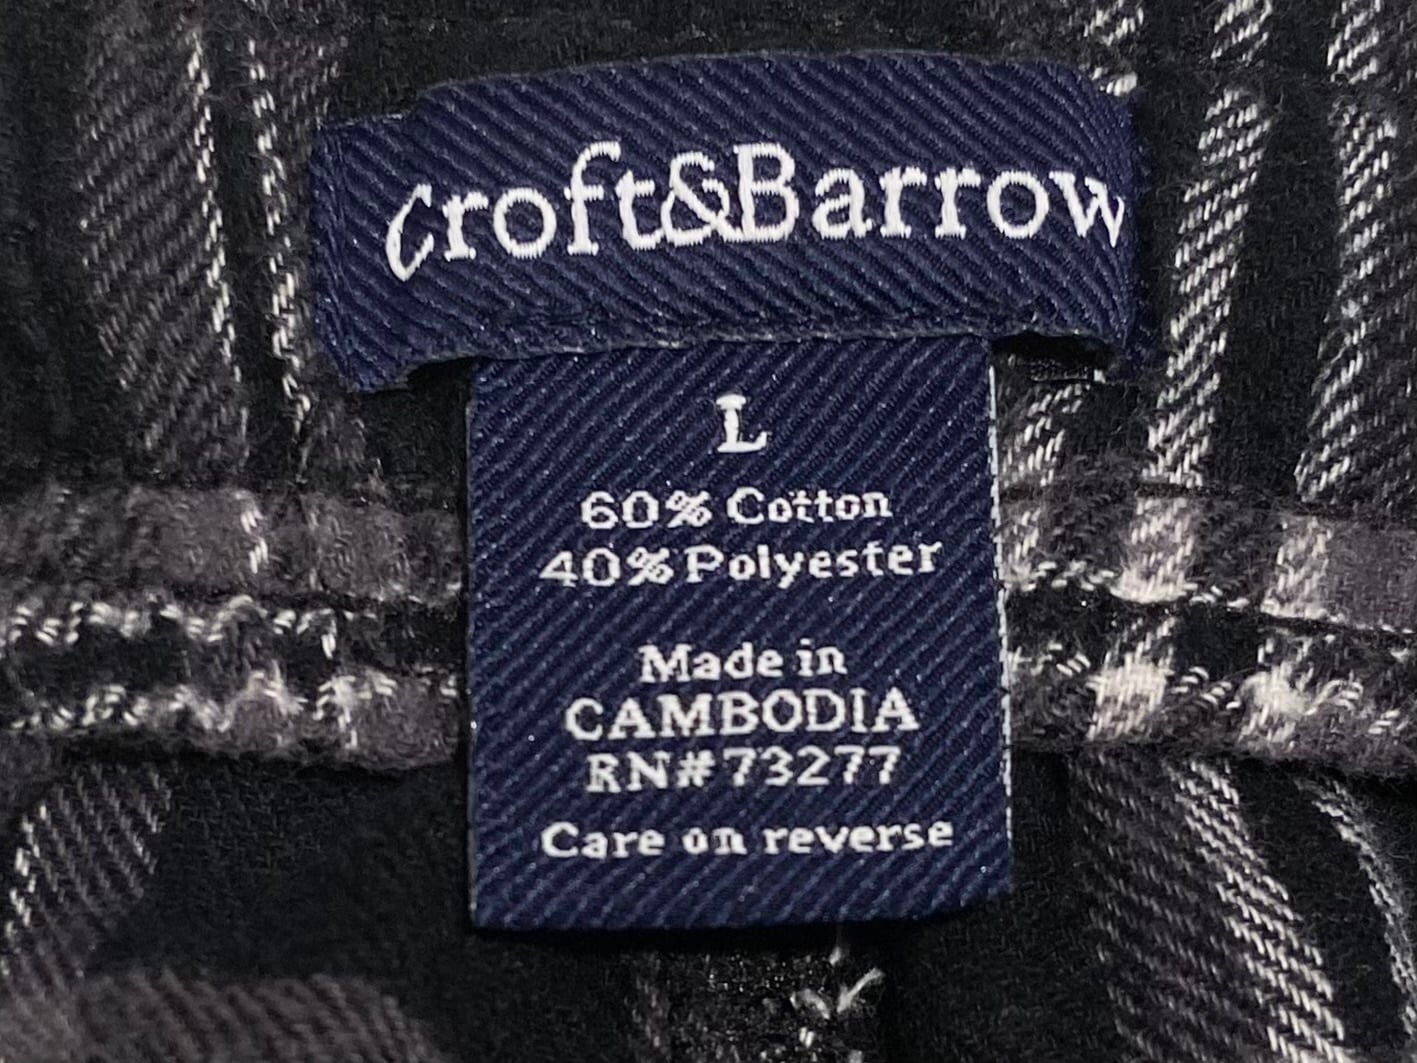 croft&Barrow
L
60% Cotton
40% Polyester
Made in
CAMBODIA
RN#73277
Care on reverse